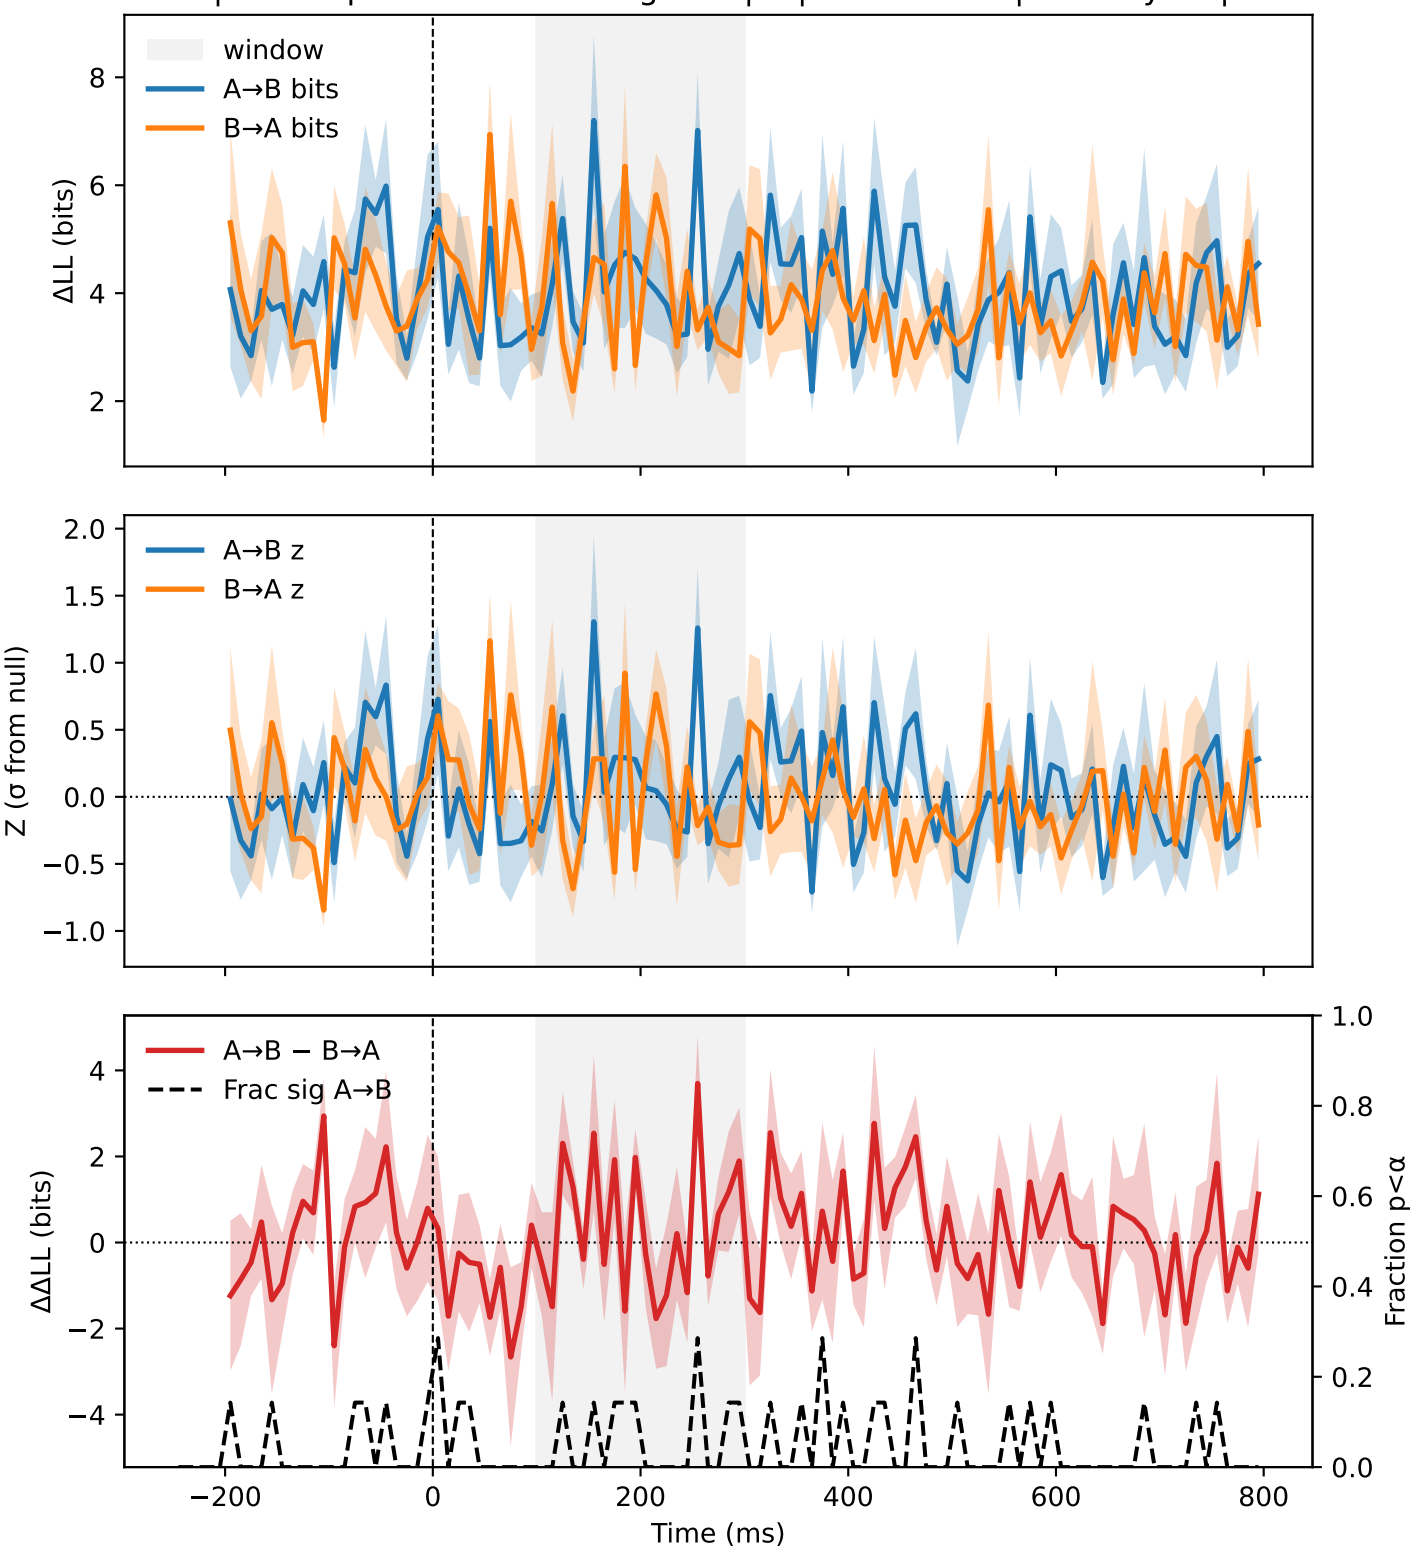 window
A→B bits
B→A bits
8
6
4
2
ΔLL (bits)
A→B z
B→A z
2.0
1.5
1.0
0.5
0.0
−0.5
−1.0
Z (σ from null)
A→B − B→A
Frac sig A→B
4
2
0
−2
−4
ΔΔLL (bits)
1.0
0.8
0.6
0.4
0.2
0.0
Fraction p<α
−200 0 200 400 600 800
Time (ms)